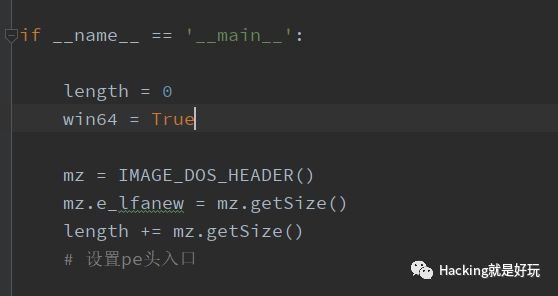 if __name__ == '__main__':
length = 0
win64 = True
mz = IMAGE_DOS_HEADER()
mz.e_lfanew = mz.getSize()
length += mz.getSize()
# 设置pe头入口
Hacking就是好玩